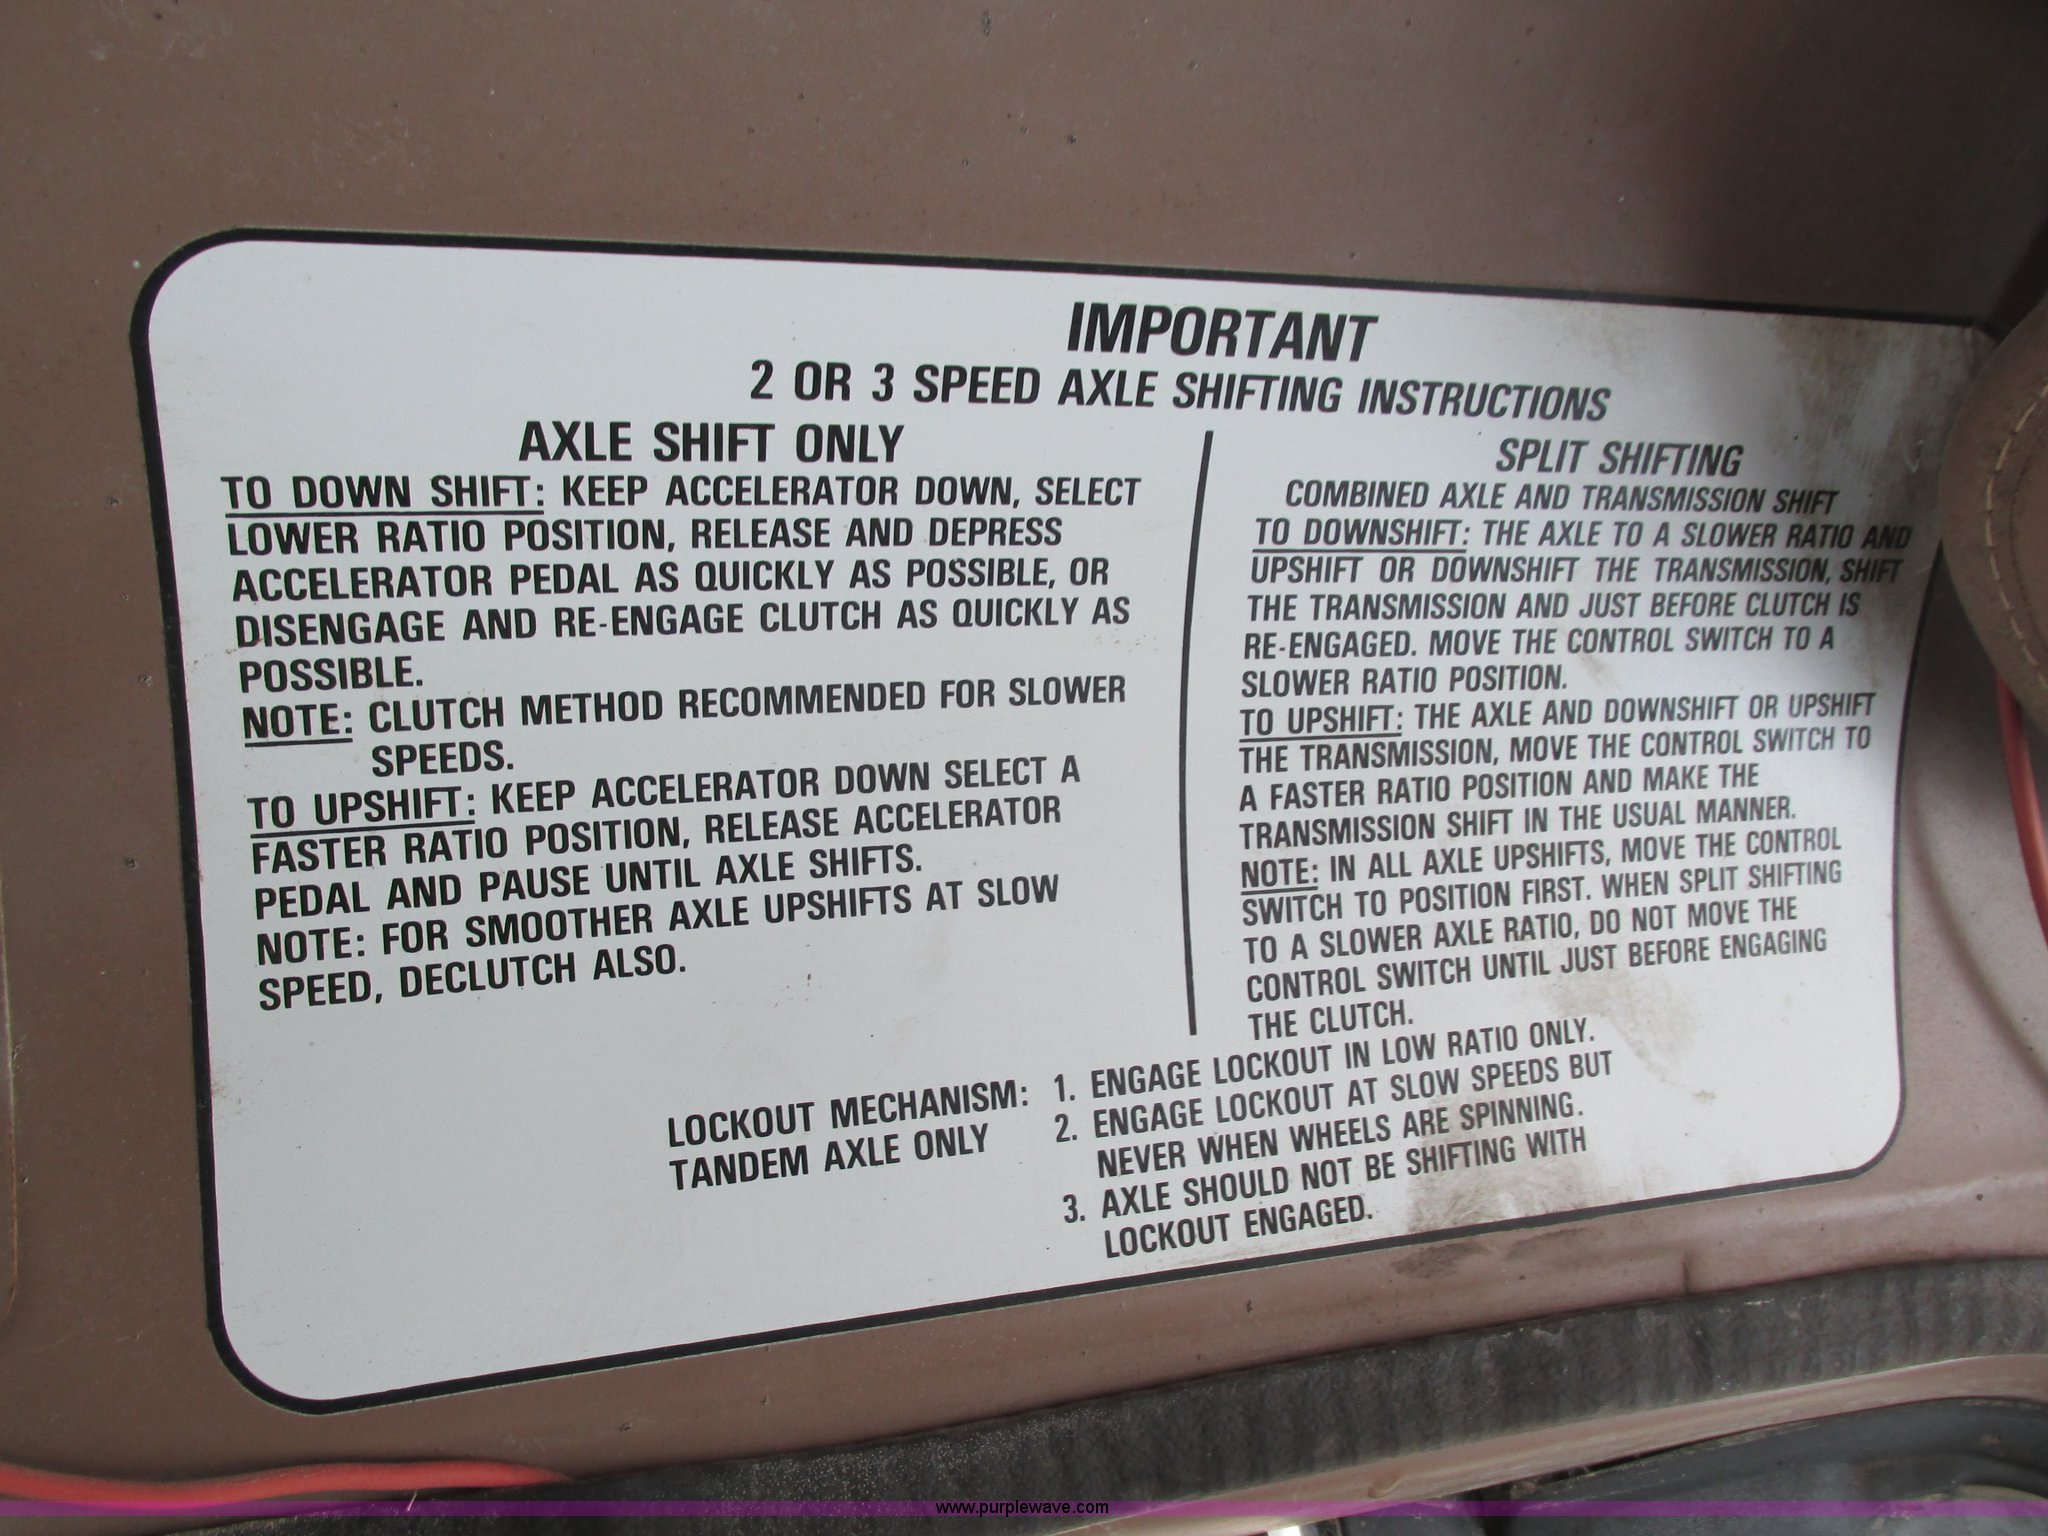 IMPORTANT
2 OR 3 SPEED AXLE SHIFTING INSTRUCTIONS
AXLE SHIFT ONLY
TO DOWN SHIFT: KEEP ACCELERATOR DOWN, SELECT
LOWER RATIO POSITION, RELEASE AND DEPRESS
ACCELERATOR PEDAL AS QUICKLY AS POSSIBLE, OR
DISENGAGE AND RE-ENGAGE CLUTCH AS QUICKLY AS
POSSIBLE.
NOTE: CLUTCH METHOD RECOMMENDED FOR SLOWER
SPEEDS.
TO UPSHIFT: KEEP ACCELERATOR DOWN SELECT A
FASTER RATIO POSITION, RELEASE ACCELERATOR
PEDAL AND PAUSE UNTIL AXLE SHIFTS.
NOTE: FOR SMOOTHER AXLE UPSHIFTS AT SLOW
SPEED, DECLUTCH ALSO.
SPLIT SHIFTING
COMBINED AXLE AND TRANSMISSION SHIFT
TO DOWNSHIFT: THE AXLE TO A SLOWER RATIO AND
UPSHIFT OR DOWNSHIFT THE TRANSMISSION, SHIFT
THE TRANSMISSION AND JUST BEFORE CLUTCH IS
RE-ENGAGED. MOVE THE CONTROL SWITCH TO A
SLOWER RATIO POSITION.
TO UPSHIFT: THE AXLE AND DOWNSHIFT OR UPSHIFT
THE TRANSMISSION, MOVE THE CONTROL SWITCH TO
A FASTER RATIO POSITION AND MAKE THE
TRANSMISSION SHIFT IN THE USUAL MANNER.
NOTE: IN ALL AXLE UPSHIFTS, MOVE THE CONTROL
SWITCH TO POSITION FIRST. WHEN SPLIT SHIFTING
TO A SLOWER AXLE RATIO, DO NOT MOVE THE
CONTROL SWITCH UNTIL JUST BEFORE ENGAGING
THE CLUTCH.
LOCKOUT MECHANISM:
TANDEM AXLE ONLY
1. ENGAGE LOCKOUT IN LOW RATIO ONLY.
2. ENGAGE LOCKOUT AT SLOW SPEEDS BUT
NEVER WHEN WHEELS ARE SPINNING.
3. AXLE SHOULD NOT BE SHIFTING WITH
LOCKOUT ENGAGED.
www.purplewave.com